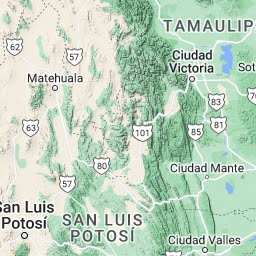 TAMAULIP
62
57
Matehuala
Ciudad
Victoria
Sot
83
81
63
101
85
80
57
Ciudad Mante
San Luis
Potosí
SAN LUIS
POTOSÍ
Ciudad Valles